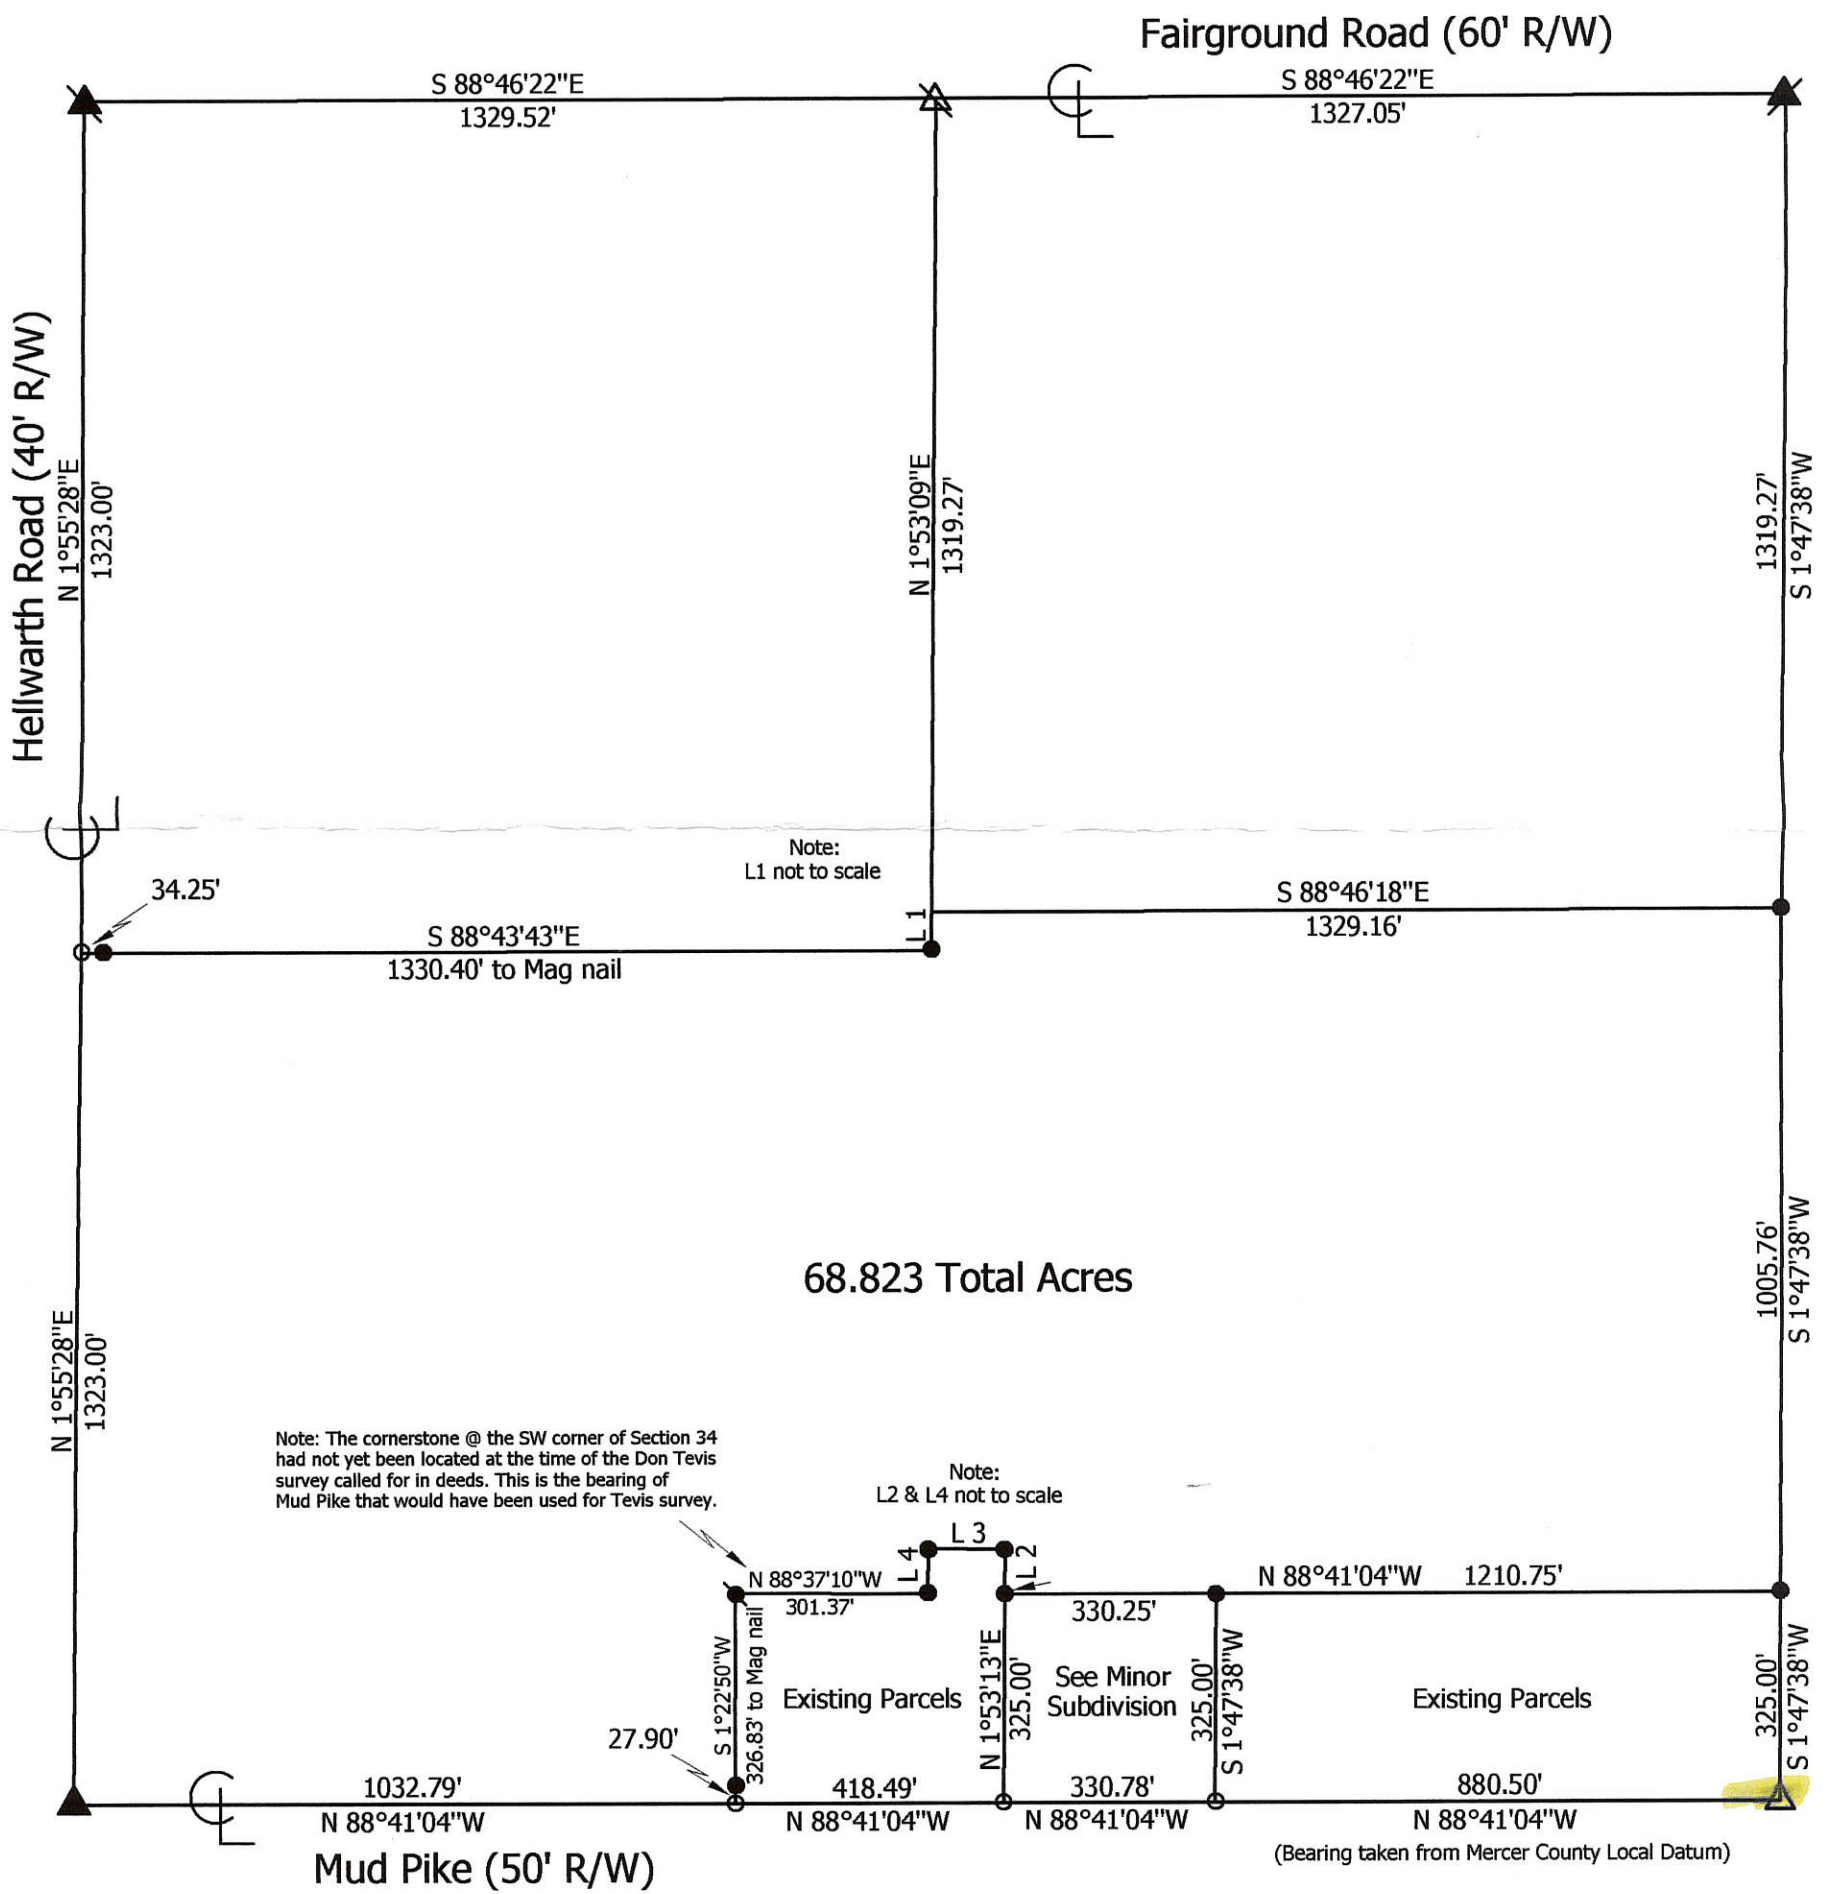 Fairground Road (60' R/W)
S 88°46'22"E
1329.52'
S 88°46'22"E
1327.05'
Hellwarth Road (40' R/W)
N 1°55'28"E
1323.00'
N 1°53'09"E
1319.27'
1319.27'
S 1°47'38"W
Note:
L1 not to scale
34.25'
L 1
S 88°43'43"E
1330.40' to Mag nail
S 88°46'18"E
1329.16'
68.823 Total Acres
1005.76'
S 1°47'38"W
N 1°55'28"E
1323.00'
Note: The cornerstone @ the SW corner of Section 34
had not yet been located at the time of the Don Tevis
survey called for in deeds. This is the bearing of
Mud Pike that would have been used for Tevis survey.
Note:
L2 & L4 not to scale
L 3
L 4
L 2
N 88°37'10"W
301.37'
330.25'
N 88°41'04"W 1210.75'
S 1°22'50"W
326.83' to Mag nail
Existing Parcels
N 1°53'13"E
325.00'
See Minor
Subdivision
325.00'
S 1°47'38"W
Existing Parcels
325.00'
S 1°47'38"W
27.90'
1032.79'
N 88°41'04"W
418.49'
N 88°41'04"W
330.78'
N 88°41'04"W
880.50'
N 88°41'04"W
(Bearing taken from Mercer County Local Datum)
Mud Pike (50' R/W)